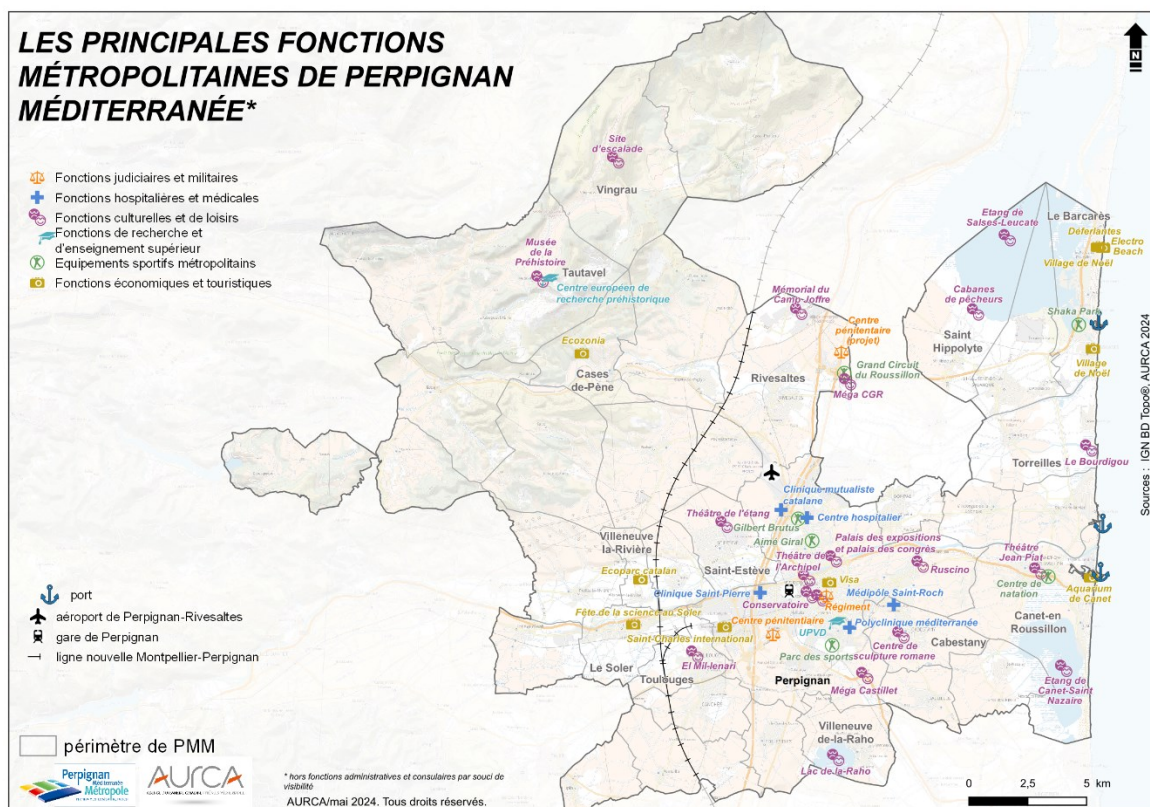 LES PRINCIPALES FONCTIONS
MÉTROPOLITAINES DE PERPIGNAN
MÉDITERRANÉE*
N
Fonctions judiciaires et militaires
Fonctions hospitalières et médicales
Fonctions culturelles et de loisirs
Fonctions de recherche et
d'enseignement supérieur
Equipements sportifs métropolitains
Fonctions économiques et touristiques
Site
d'escalade
Vingrau
Musée
de la
Préhistoire
Tautavel
Centre européen de
recherche préhistorique
Ecozonia
Cases
de-Pène
Mémorial du
Camp-Joffre
Centre
pénitentiaire
(projet)
Grand Circuit
du Roussillon
Rivesaltes
Méga CGR
Etang de
Salses-Leucate
Le Barcarès
Déferlantes
Electro
Beach
Village de Noël
Cabanes
de pêcheurs
Shaka Park
Saint
Hippolyte
Village
de Noël
Torreilles
Le Bourdigou
Clinique mutualiste
catalane
Théâtre de l'étang
Centre hospitalier
Gilbert Brutus
Aimé Giral
Villeneuve
la-Rivière
Palais des expositions
et palais des congrès
Théâtre
Jean Piat
Saint-Estève
Théâtre de
l'Archipel
Ruscino
Ecoparc catalan
Visa
Centre de
natation
Aquarium
de Canet
Clinique Saint-Pierre
Conservatoire
Régiment
Médipôle Saint-Roch
Fête de la science au Soler
Saint-Charles international
Centre pénitentiaire
UPVD
Polyclinique méditerranée
Canet-en
Roussillon
Cabestany
Centre de
sculpture romane
Parc des sports
Le Soler
Toulouges
El Mil-lenari
Perpignan
Méga Castillet
Etang de
Canet-Saint
Nazaire
Villeneuve
de-la-Raho
Lac de-la-Raho
port
aéroport de Perpignan-Rivesaltes
gare de Perpignan
ligne nouvelle Montpellier-Perpignan
périmètre de PMM
Perpignan
Méditerranée
Métropole
AURCA
* hors fonctions administratives et consulaires par souci de
visibilité
AURCA/mai 2024. Tous droits réservés.
0 2,5 5 km
Sources : IGN BD Topo®, AURCA 2024